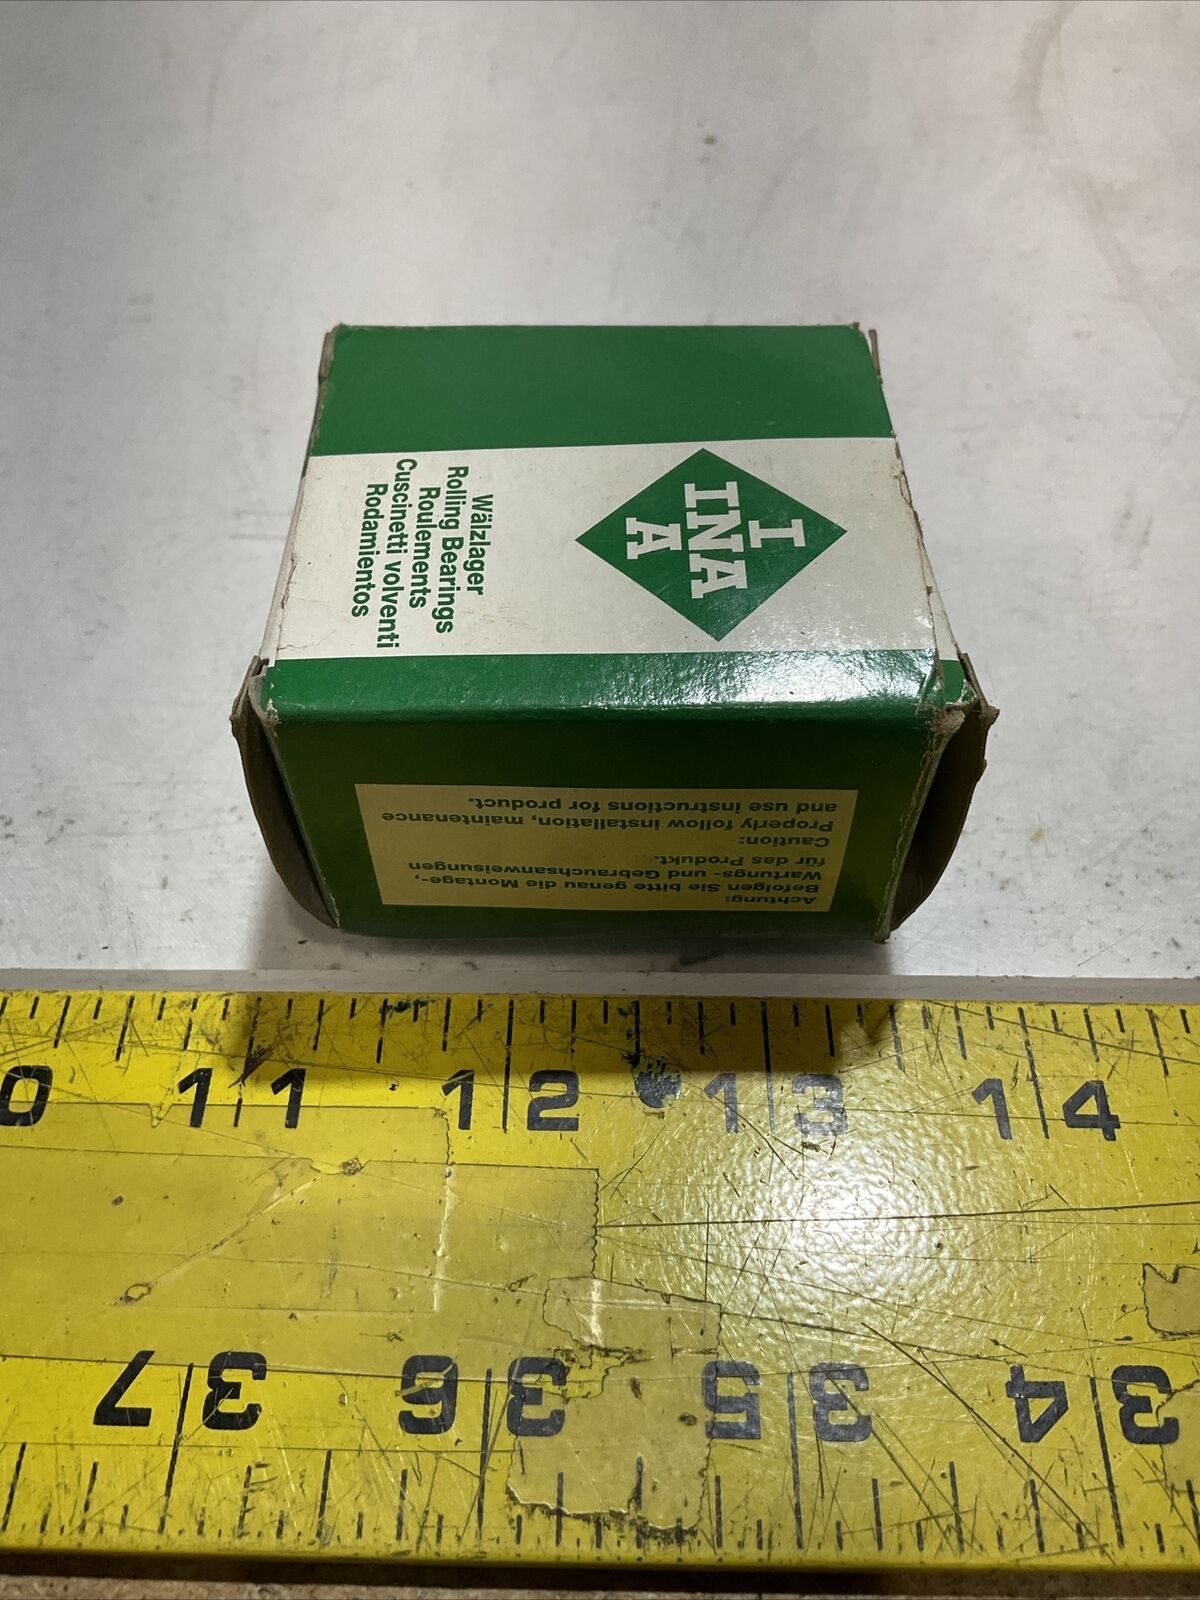 I
INA
A
Wälzlager
Rolling Bearings
Roulements
Cuscinetti volventi
Rodamientos
Achtung:
Befolgen Sie bitte genau die Montage-,
Wartungs- und Gebrauchsanweisungen
für das Produkt.
Caution:
Properly follow installation, maintenance
and use instructions for product.
0 11 12 13 14
34 35 36 37